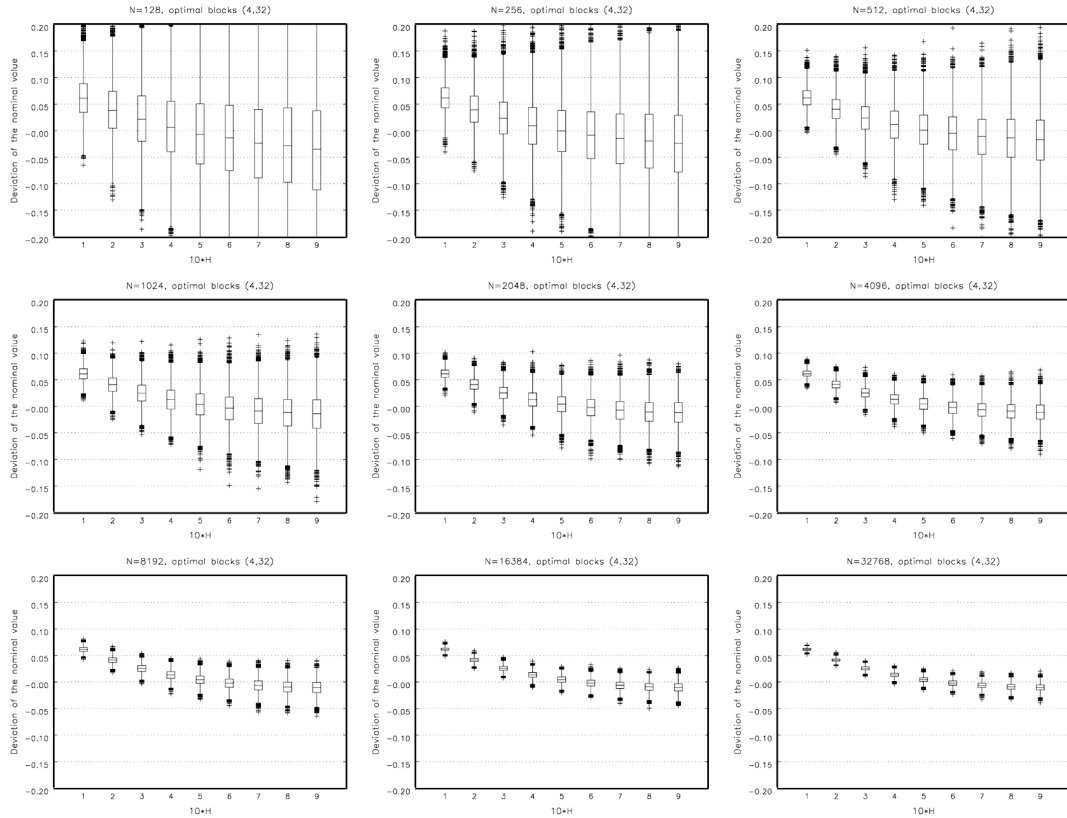 N=128, optimal blocks (4,32)
Deviation of the nominal value
0.20
0.15
0.10
0.05
-0.00
-0.05
-0.10
-0.15
-0.20
1 2 3 4 5 6 7 8 9
10*H
N=256, optimal blocks (4,32)
Deviation of the nominal value
0.20
0.15
0.10
0.05
-0.00
-0.05
-0.10
-0.15
-0.20
1 2 3 4 5 6 7 8 9
10*H
N=512, optimal blocks (4,32)
Deviation of the nominal value
0.20
0.15
0.10
0.05
-0.00
-0.05
-0.10
-0.15
-0.20
1 2 3 4 5 6 7 8 9
10*H
N=1024, optimal blocks (4,32)
Deviation of the nominal value
0.20
0.15
0.10
0.05
-0.00
-0.05
-0.10
-0.15
-0.20
1 2 3 4 5 6 7 8 9
10*H
N=2048, optimal blocks (4,32)
Deviation of the nominal value
0.20
0.15
0.10
0.05
-0.00
-0.05
-0.10
-0.15
-0.20
1 2 3 4 5 6 7 8 9
10*H
N=4096, optimal blocks (4,32)
Deviation of the nominal value
0.20
0.15
0.10
0.05
-0.00
-0.05
-0.10
-0.15
-0.20
1 2 3 4 5 6 7 8 9
10*H
N=8192, optimal blocks (4,32)
Deviation of the nominal value
0.20
0.15
0.10
0.05
-0.00
-0.05
-0.10
-0.15
-0.20
1 2 3 4 5 6 7 8 9
10*H
N=16384, optimal blocks (4,32)
Deviation of the nominal value
0.20
0.15
0.10
0.05
-0.00
-0.05
-0.10
-0.15
-0.20
1 2 3 4 5 6 7 8 9
10*H
N=32768, optimal blocks (4,32)
Deviation of the nominal value
0.20
0.15
0.10
0.05
-0.00
-0.05
-0.10
-0.15
-0.20
1 2 3 4 5 6 7 8 9
10*H